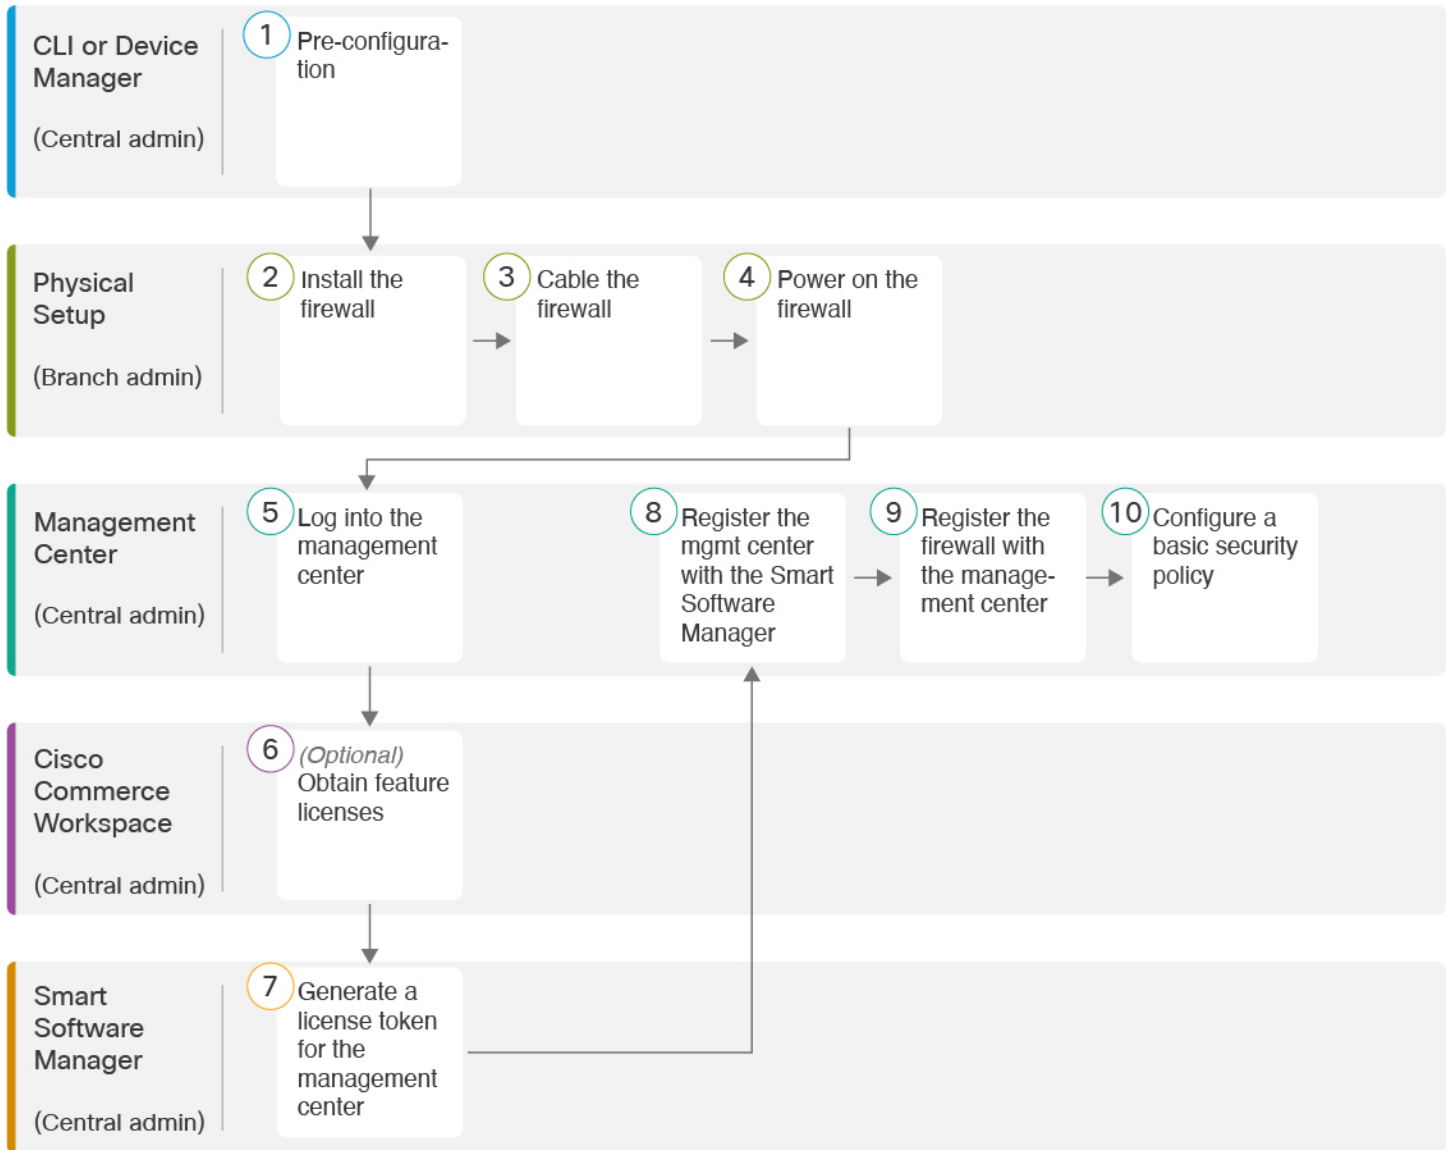 CLI or Device
Manager
(Central admin)
1
Pre-configura-
tion
Physical
Setup
(Branch admin)
2
Install the
firewall
3
Cable the
firewall
4
Power on the
firewall
Management
Center
(Central admin)
5
Log into the
management
center
8
Register the
mgmt center
with the Smart
Software
Manager
9
Register the
firewall with
the manage-
ment center
10
Configure a
basic security
policy
Cisco
Commerce
Workspace
(Central admin)
6
(Optional)
Obtain feature
licenses
Smart
Software
Manager
(Central admin)
7
Generate a
license token
for the
management
center